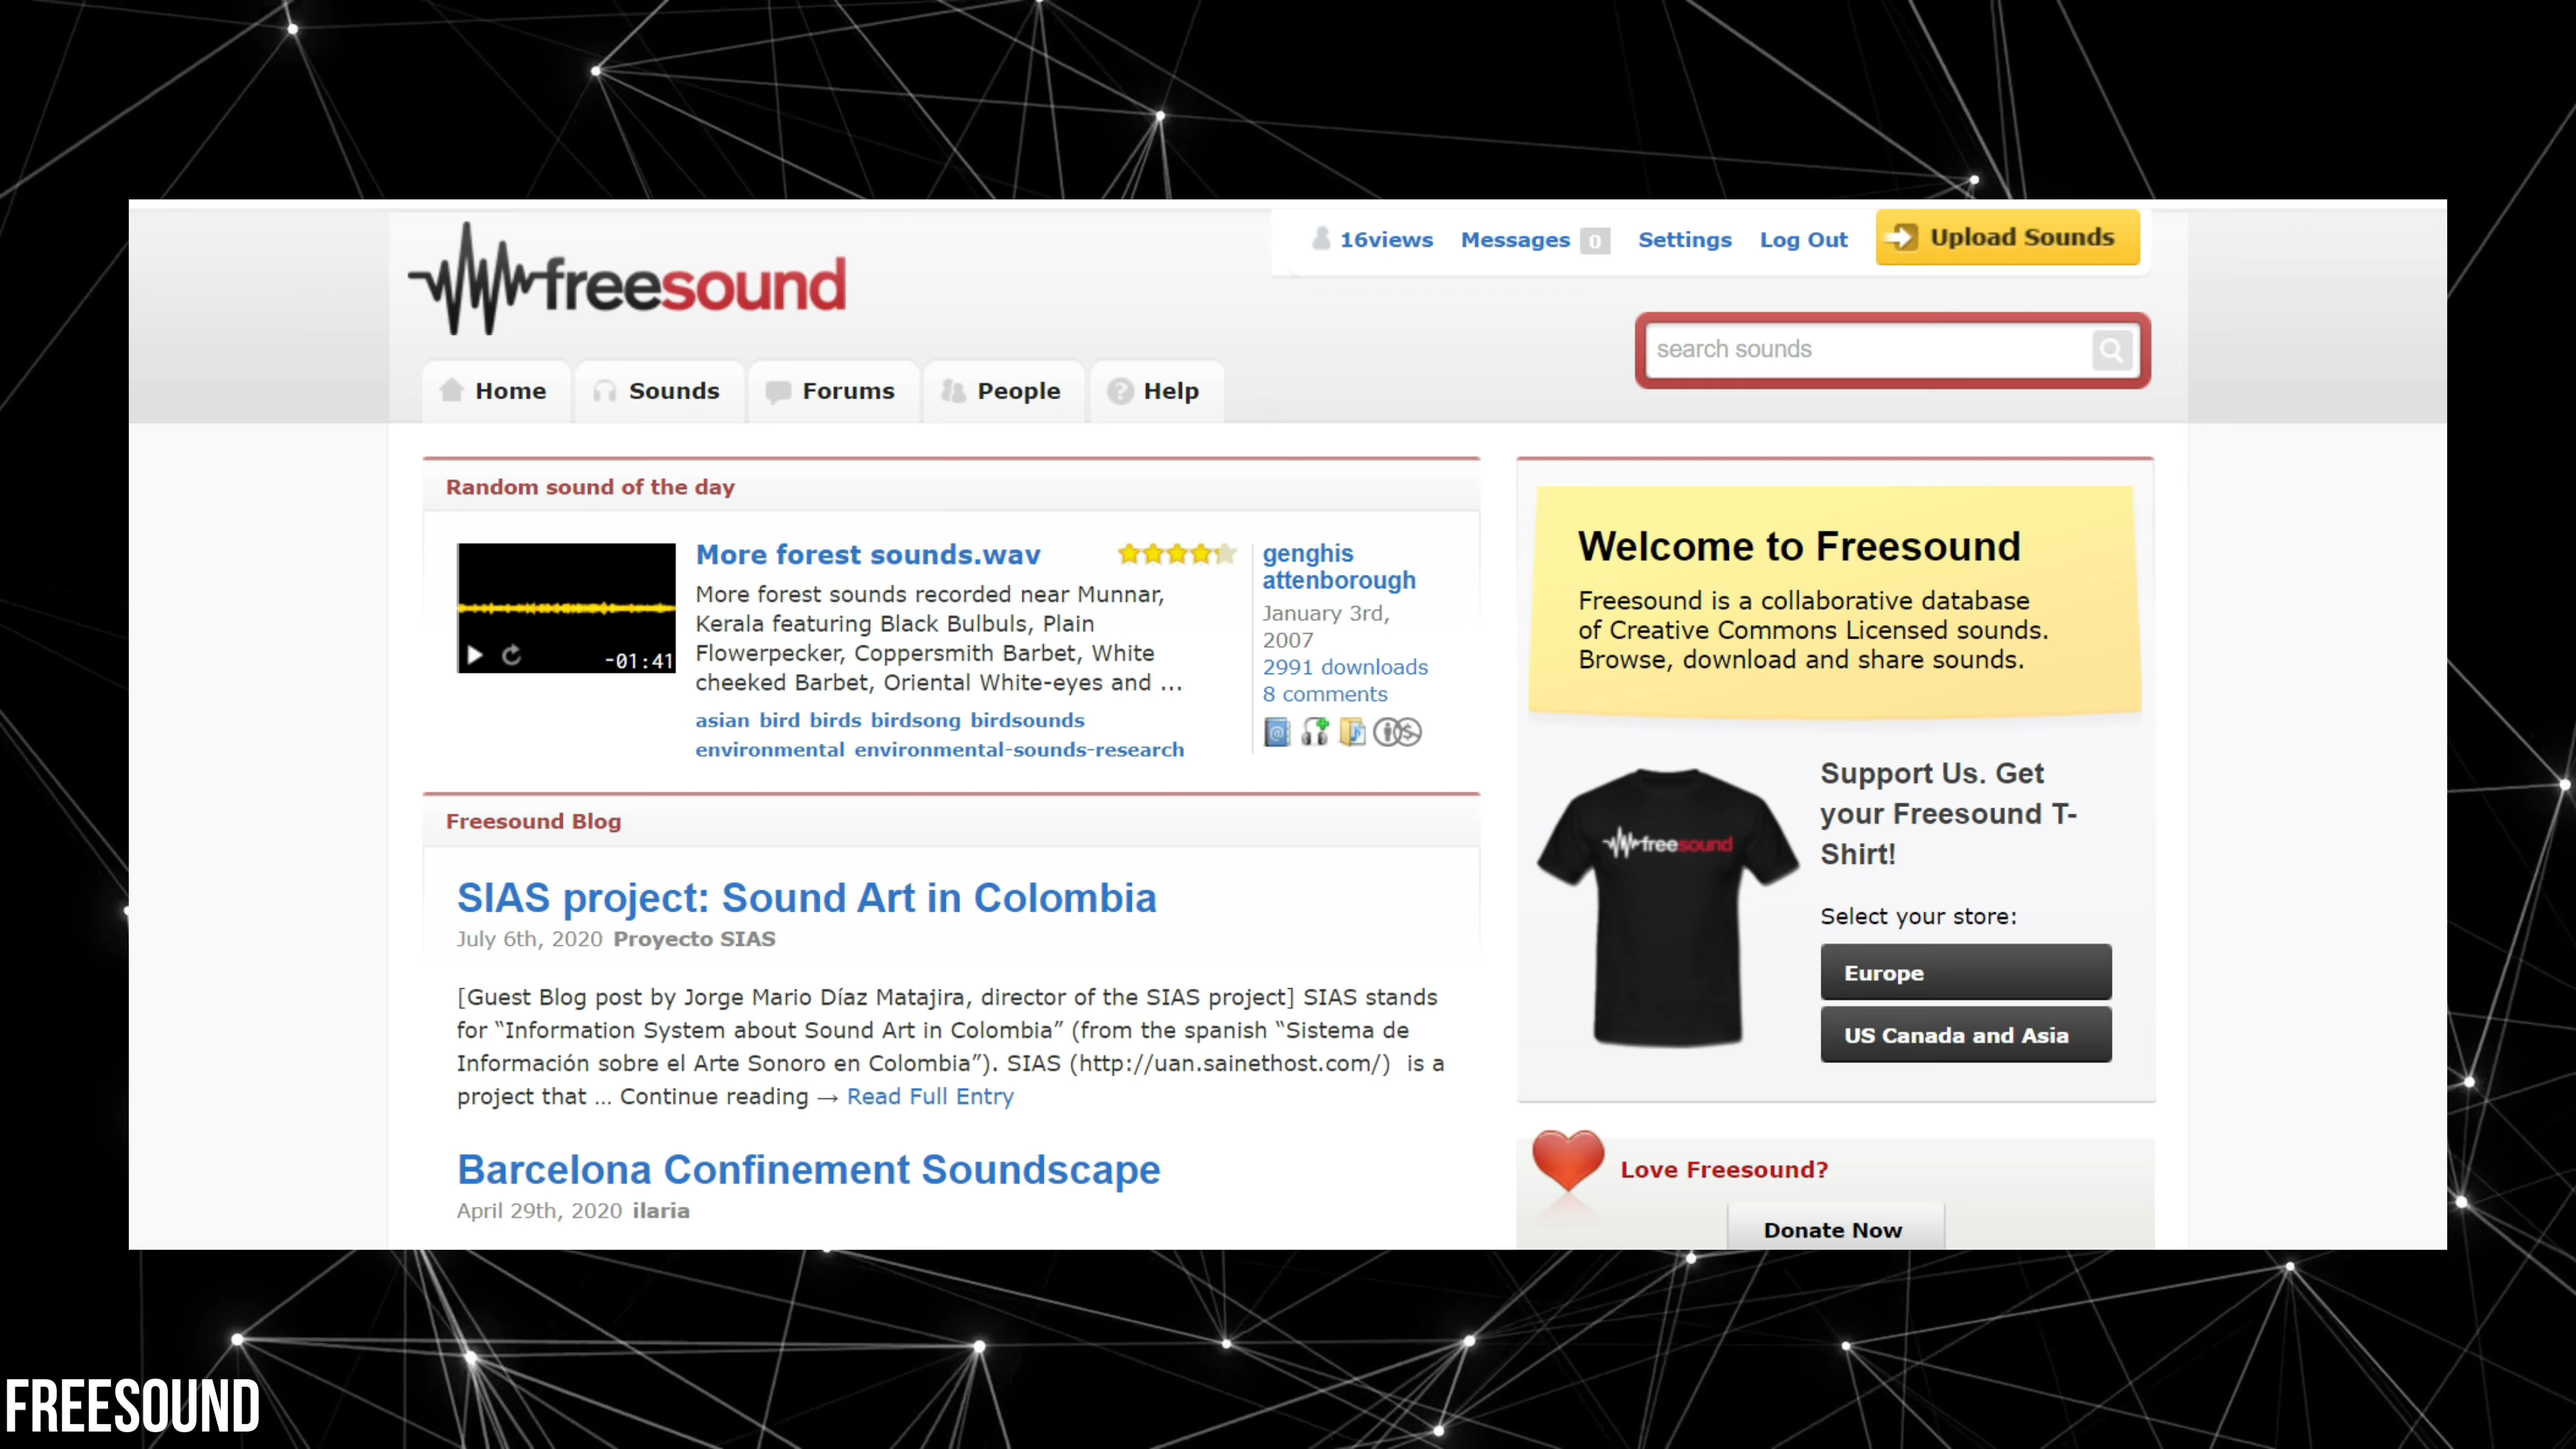 freesound
16views Messages 0 Settings Log Out Upload Sounds
search sounds
Home Sounds Forums People Help
Random sound of the day
More forest sounds.wav
More forest sounds recorded near Munnar,
Kerala featuring Black Bulbuls, Plain
Flowerpecker, Coppersmith Barbet, White
cheeked Barbet, Oriental White-eyes and ...
asian bird birds birdsong birdsounds
environmental environmental-sounds-research
-01:41
genghis
attenborough
January 3rd,
2007
2991 downloads
8 comments
Freesound Blog
SIAS project: Sound Art in Colombia
July 6th, 2020 Proyecto SIAS
[Guest Blog post by Jorge Mario Díaz Matajira, director of the SIAS project] SIAS stands
for “Information System about Sound Art in Colombia” (from the spanish “Sistema de
Información sobre el Arte Sonoro en Colombia”). SIAS (http://uan.sainethost.com/) is a
project that ... Continue reading → Read Full Entry
Barcelona Confinement Soundscape
April 29th, 2020 ilaria
Welcome to Freesound
Freesound is a collaborative database
of Creative Commons Licensed sounds.
Browse, download and share sounds.
freesound
Support Us. Get
your Freesound T-
Shirt!
Select your store:
Europe
US Canada and Asia
Love Freesound?
Donate Now
FREESOUND